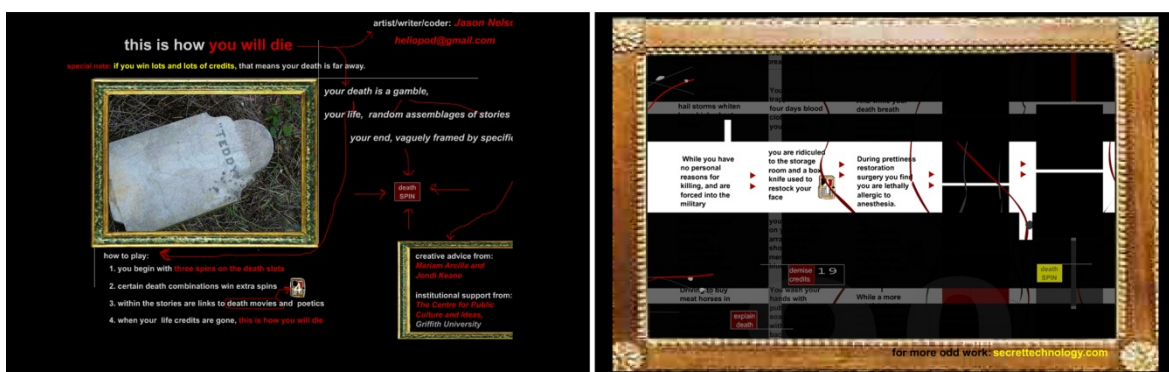 artist/writer/coder: Jason Nelso
heliopod@gmail.com
this is how you will die
special note: if you win lots and lots of credits, that means your death is far away.
your death is a gamble,
your life, random assemblages of stories
your end, vaguely framed by specific
"TEDDY"
death
SPIN
how to play:
1. you begin with three spins on the death slots
2. certain death combinations win extra spins
3. within the stories are links to death movies and poetics
4. when your life credits are gone, this is how you will die
creative advice from:
Mariam Arcilla and
Jondi Keane
institutional support from:
The Centre for Public
Culture and Ideas,
Griffith University
hail storms whiten
four days blood
death breath
While you have
no personal
reasons for
killing, and are
forced into the
military
you are ridiculed
to the storage
room and a box
knife used to
restock your
face
During prettiness
restoration
surgery you find
you are lethally
allergic to
anesthesia.
demise
credits
19
death
SPIN
Driving to buy
meat horses in
You wash your
hands with
While a more
explain
death
for more odd work: secrettechnology.com